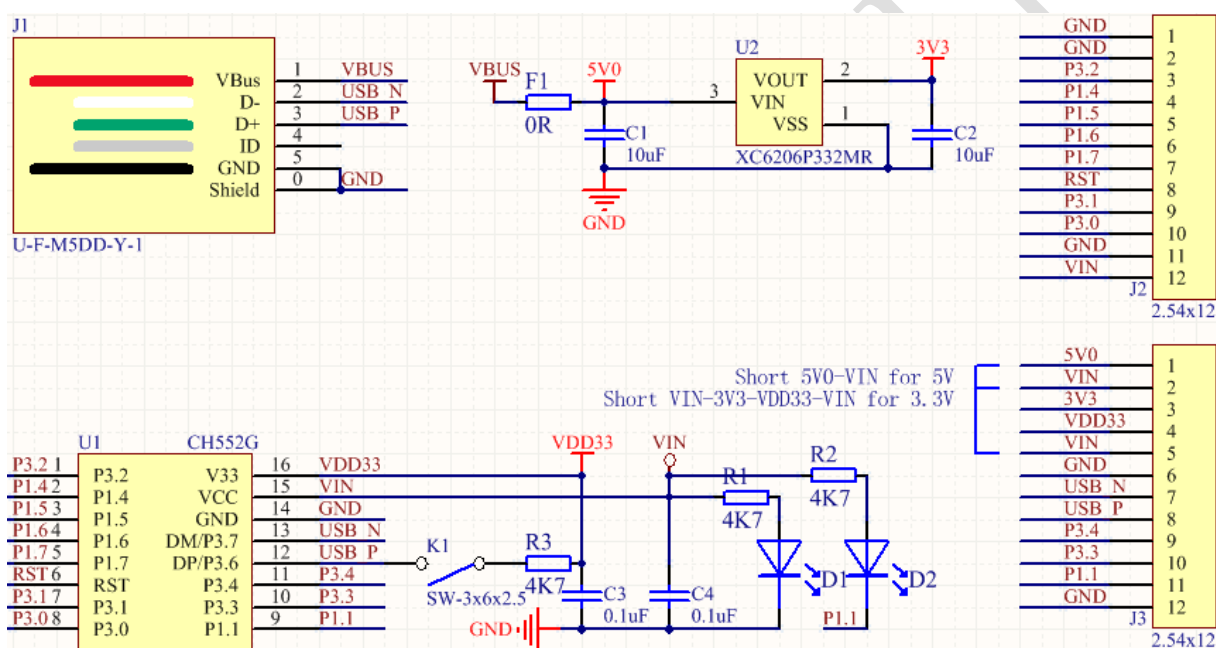 J1
VBus 1 VBUS
D- 2 USB_N
D+ 3 USB_P
ID 4
GND 5
Shield 0 GND
U-F-M5DD-Y-1
VBUS
F1
0R
5V0
C1
10uF
GND
U2
VOUT 2
3 VIN
VSS 1
XC6206P332MR
3V3
C2
10uF
GND 1
GND 2
P3.2 3
P1.4 4
P1.5 5
P1.6 6
P1.7 7
RST 8
P3.1 9
P3.0 10
GND 11
VIN 12
J2
2.54x12
Short 5V0-VIN for 5V
Short VIN-3V3-VDD33-VIN for 3.3V
5V0 1
VIN 2
3V3 3
VDD33 4
VIN 5
GND 6
USB_N 7
USB_P 8
P3.4 9
P3.3 10
P1.1 11
GND 12
J3
2.54x12
U1 CH552G
P3.2 1 P3.2 V33 16 VDD33
P1.4 2 P1.4 VCC 15 VIN
P1.5 3 P1.5 GND 14 GND
P1.6 4 P1.6 DM/P3.7 13 USB_N
P1.7 5 P1.7 DP/P3.6 12 USB_P
RST 6 RST P3.4 11 P3.4
P3.1 7 P3.1 P3.3 10 P3.3
P3.0 8 P3.0 P1.1 9 P1.1
K1
SW-3x6x2.5
R3
4K7
VDD33
VIN
C3
0.1uF
C4
0.1uF
GND
R1
4K7
R2
4K7
D1
D2
P1.1